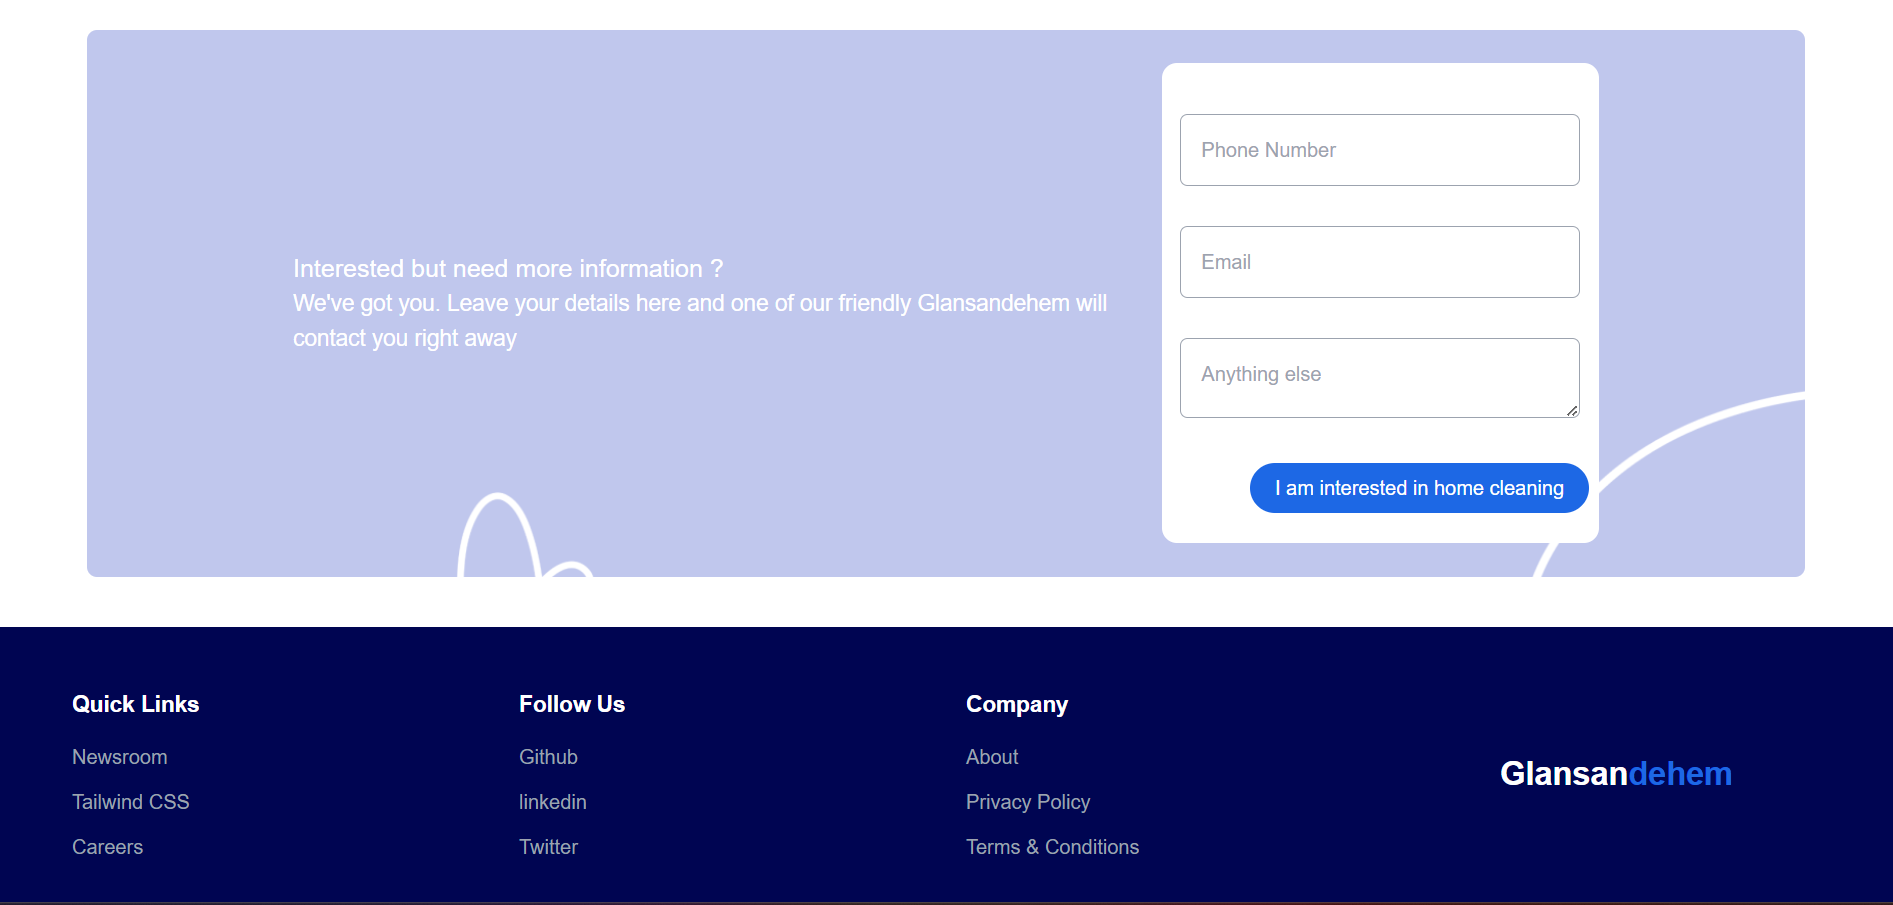 Interested but need more information ?
We've got you. Leave your details here and one of our friendly Glansandehem will
contact you right away
Phone Number
Email
Anything else
I am interested in home cleaning
Quick Links
Newsroom
Tailwind CSS
Careers
Follow Us
Github
linkedin
Twitter
Company
About
Privacy Policy
Terms & Conditions
Glansandehem